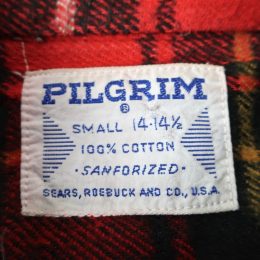 PILGRIM
®
SMALL 14-14½
100% COTTON
• SANFORIZED •
SEARS, ROEBUCK AND CO., U.S.A.